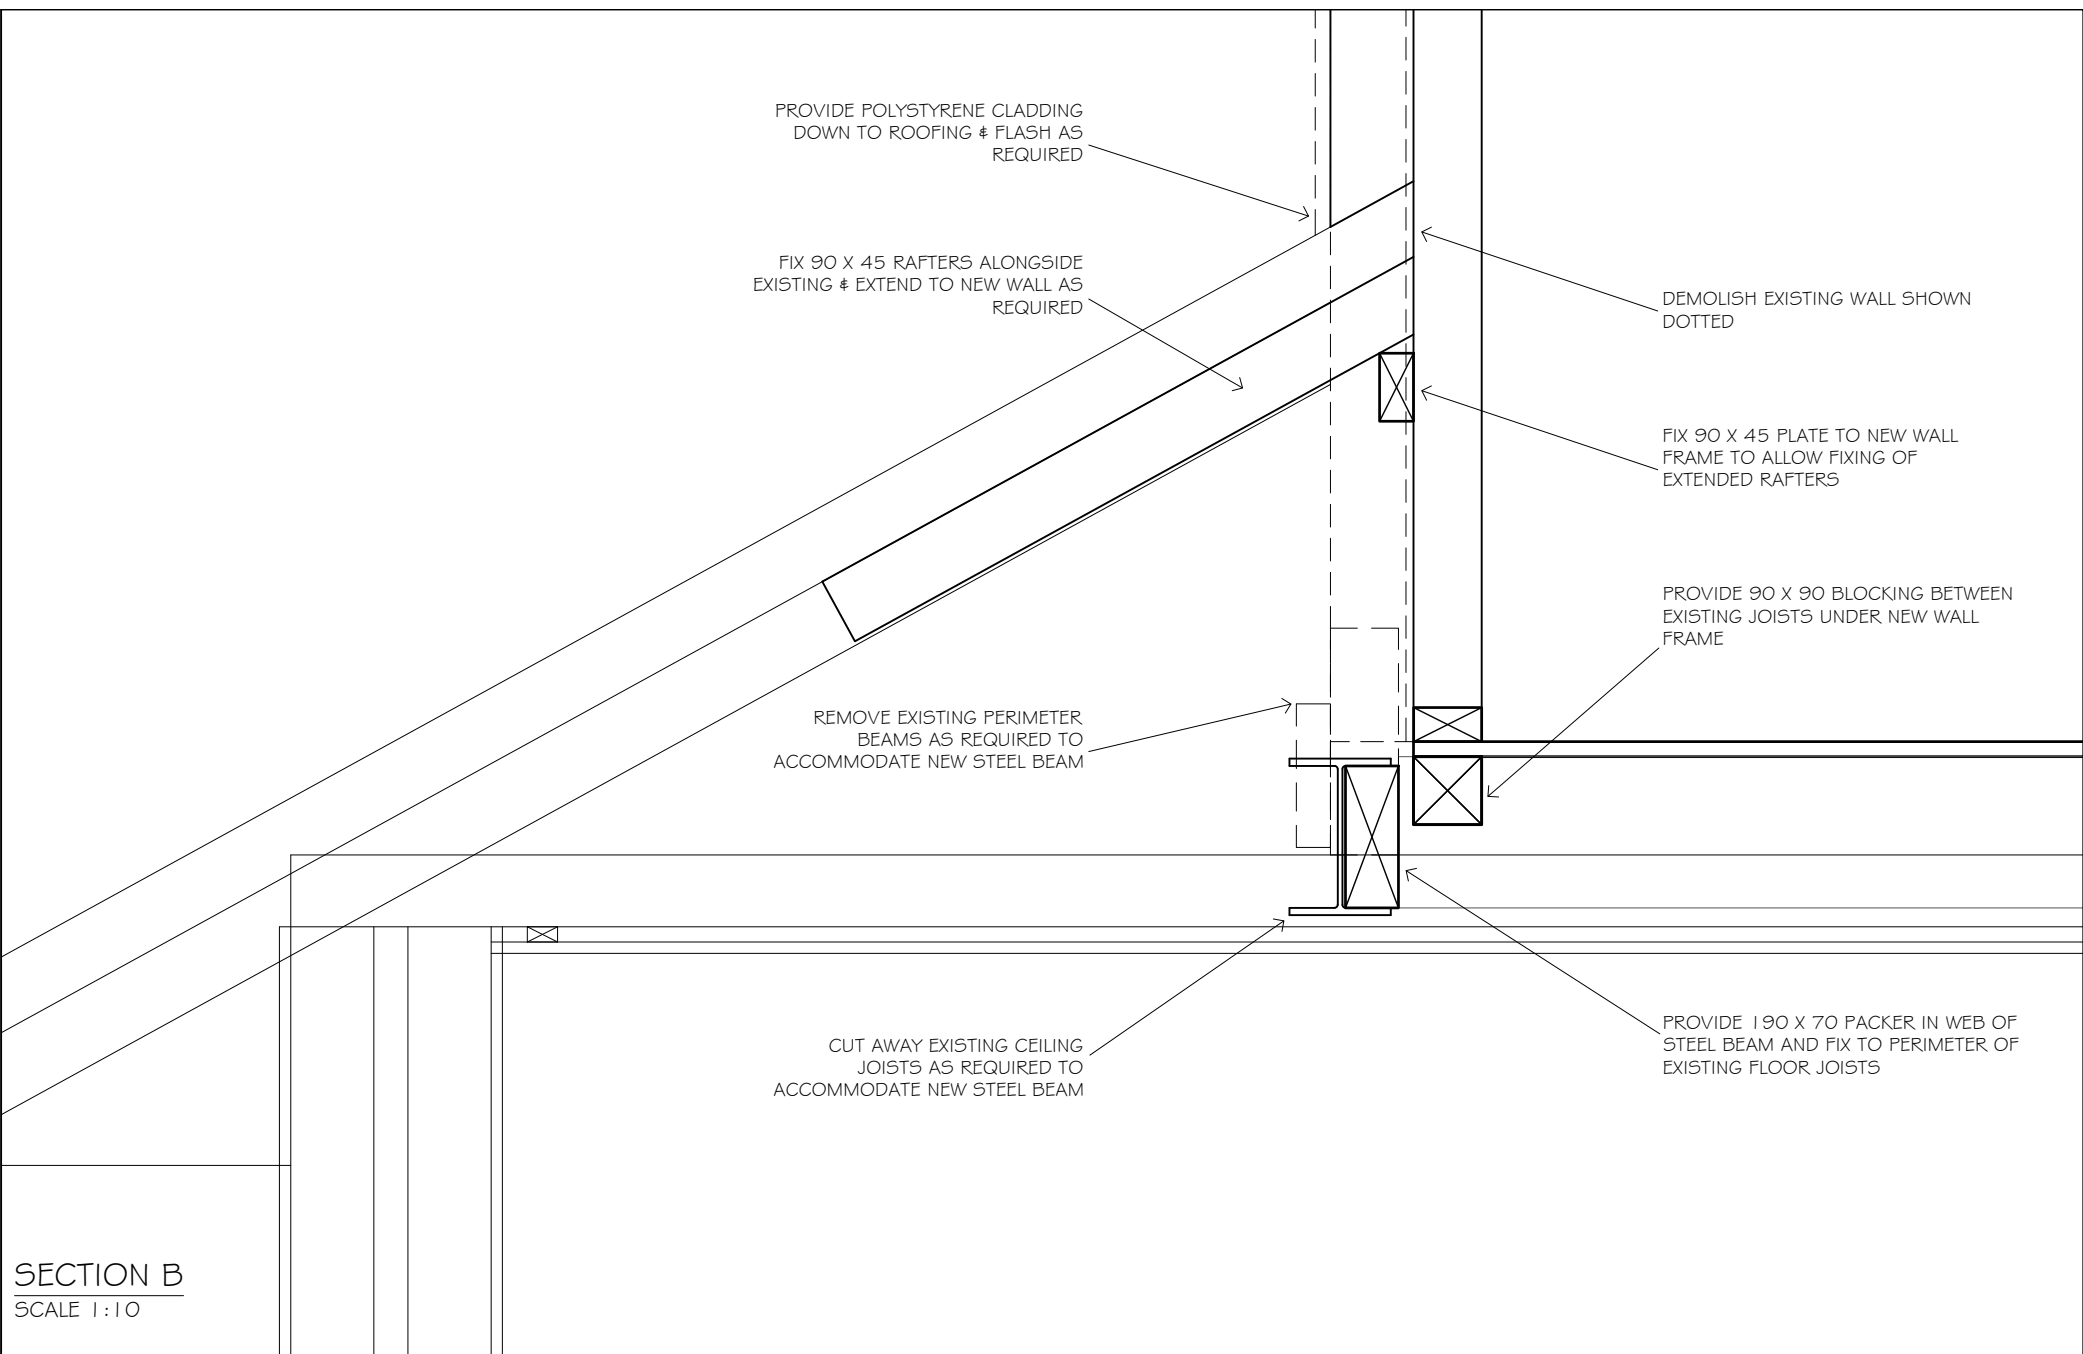 PROVIDE POLYSTYRENE CLADDING
DOWN TO ROOFING & FLASH AS
REQUIRED
FIX 90 X 45 RAFTERS ALONGSIDE
EXISTING & EXTEND TO NEW WALL AS
REQUIRED
DEMOLISH EXISTING WALL SHOWN
DOTTED
FIX 90 X 45 PLATE TO NEW WALL
FRAME TO ALLOW FIXING OF
EXTENDED RAFTERS
PROVIDE 90 X 90 BLOCKING BETWEEN
EXISTING JOISTS UNDER NEW WALL
FRAME
REMOVE EXISTING PERIMETER
BEAMS AS REQUIRED TO
ACCOMMODATE NEW STEEL BEAM
CUT AWAY EXISTING CEILING
JOISTS AS REQUIRED TO
ACCOMMODATE NEW STEEL BEAM
PROVIDE 190 X 70 PACKER IN WEB OF
STEEL BEAM AND FIX TO PERIMETER OF
EXISTING FLOOR JOISTS
SECTION B
SCALE 1:10